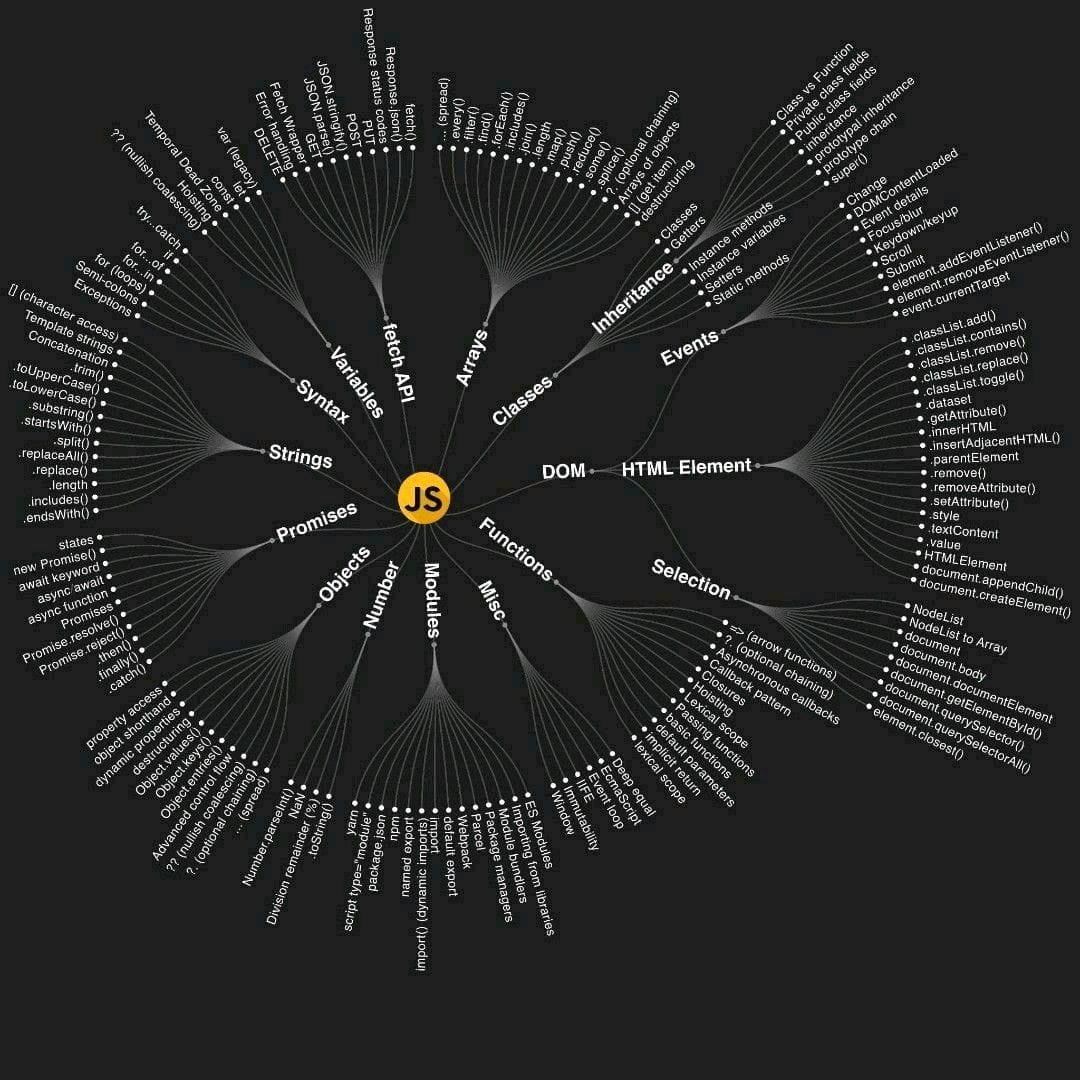 JS
fetch API
fetch()
Response.json()
Response status codes
PUT
POST
JSON.stringify()
JSON.parse()
GET
Fetch Wrapper
Error handling
DELETE
Arrays
... (spread)
.every()
.filter()
.find()
.forEach()
.includes()
.join()
.length
.map()
.push()
.reduce()
.some()
.splice()
?. (optional chaining)
Arrays of objects
[] (get item)
destructuring
Classes
Classes
Getters
Inheritance
Class vs Function
Private class fields
Public class fields
Inheritance
prototypal inheritance
prototype chain
super()
Instance methods
Instance variables
Setters
Static methods
DOM
Events
Change
DOMContentLoaded
Event details
Focus/blur
Keydown/keyup
Scroll
Submit
element.addEventListener()
element.removeEventListener()
event.currentTarget
HTML Element
.classList.add()
.classList.contains()
.classList.remove()
.classList.replace()
.classList.toggle()
.dataset
.getAttribute()
.innerHTML
.insertAdjacentHTML()
.parentElement
.remove()
.removeAttribute()
.setAttribute()
.style
.textContent
.value
HTMLElement
document.appendChild()
document.createElement()
Selection
NodeList
NodeList to Array
document
document.body
document.documentElement
document.getElementById()
document.querySelector()
document.querySelectorAll()
element.closest()
Functions
=> (arrow functions)
?. (optional chaining)
Asynchronous callbacks
Callback pattern
Closures
Hoisting
Lexical scope
Passing functions
basic functions
default parameters
implicit return
lexical scope
Misc
Deep equal
EcmaScript
Event loop
IIFE
Immutability
Window
Modules
ES Modules
Importing from libraries
Module bundlers
Package managers
Parcel
Webpack
default export
import
import() (dynamic imports)
named export
npm
package.json
script type="module"
yarn
Number
.toString()
Division remainder (%)
NaN
Number.parseInt()
Objects
... (spread)
?. (optional chaining)
?? (nullish coalescing)
Advanced control flow
Object.entries()
Object.keys()
Object.values()
destructuring
dynamic properties
object shorthand
property access
Promises
.catch()
.finally()
.then()
Promise.reject()
Promise.resolve()
Promises
async function
async/await
await keyword
new Promise()
states
Strings
.endsWith()
.includes()
.length
.replace()
.replaceAll()
.split()
.startsWith()
.substring()
.toLowerCase()
.toUpperCase()
.trim()
Concatenation
Template strings
[] (character access)
Syntax
Exceptions
Semi-colons
for (loops)
for...in
for...of
if
try...catch
Variables
?? (nullish coalescing)
Hoisting
Temporal Dead Zone
const
let
var (legacy)